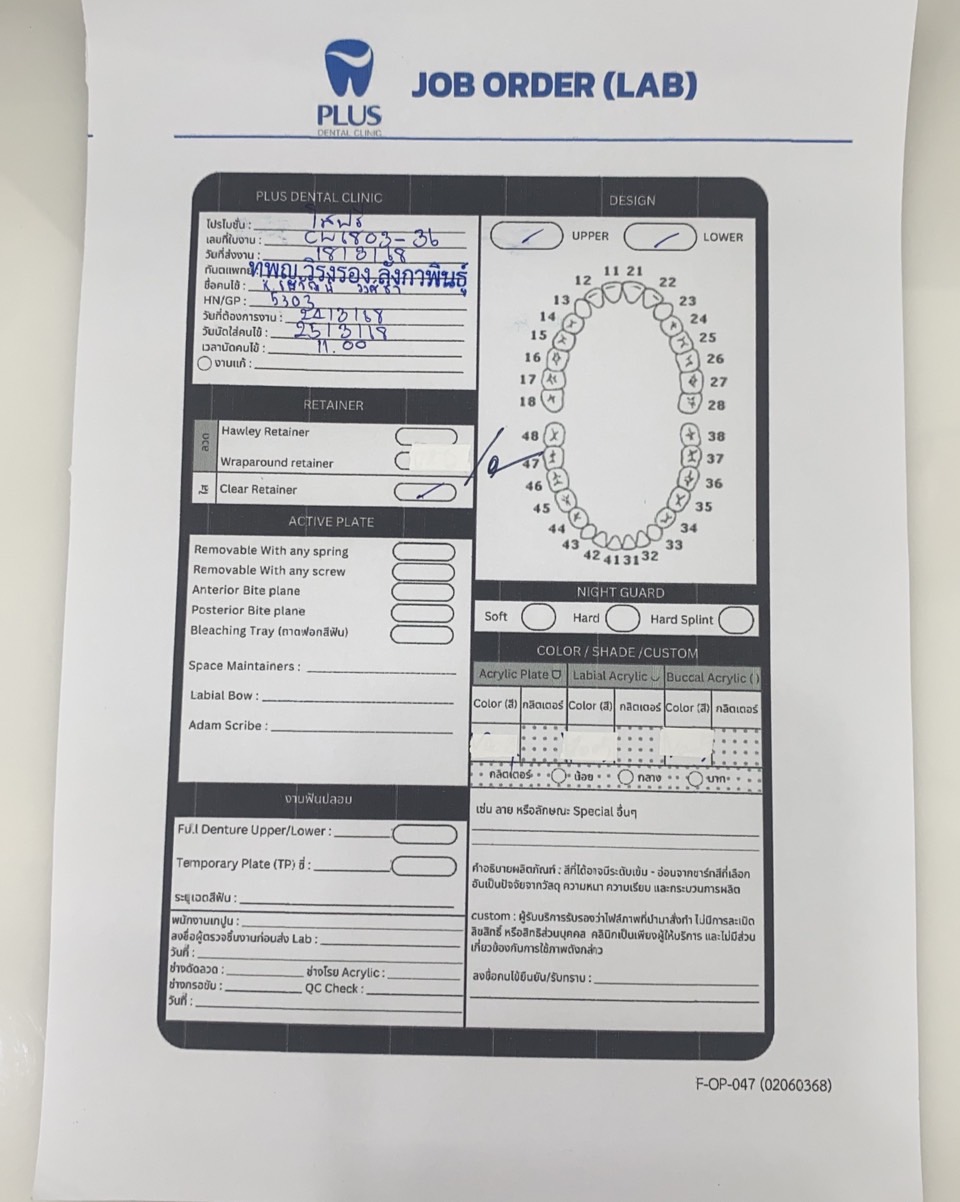 PLUS
DENTAL CLINIC
JOB ORDER (LAB)
PLUS DENTAL CLINIC
โปรโมชั่น : ใสฟรี
เลขที่ใบงาน : CW1803-36
วันที่ส่งงาน : 18/3/68
ทันตแพทย์ ทพญ.วิรงรอง ลังกาพินธุ์
ชื่อคนไข้ :
HN/GP : 5303
วันที่ต้องการงาน : 24/3/68
วันนัดใส่คนไข้ : 25/3/68
เวลานัดคนไข้ : 11.00
งานแก้ :
RETAINER
ลวด
Hawley Retainer
Wraparound retainer
ใส
Clear Retainer
ACTIVE PLATE
Removable With any spring
Removable With any screw
Anterior Bite plane
Posterior Bite plane
Bleaching Tray (ถาดฟอกสีฟัน)
Space Maintainers :
Labial Bow :
Adam Scribe :
งานฟันปลอม
Full Denture Upper/Lower :
Temporary Plate (TP) ซี่ :
ระบุเฉดสีฟัน :
พนักงานเทปูน :
ลงชื่อผู้ตรวจชิ้นงานก่อนส่ง Lab :
วันที่ :
ช่างดัดลวด : ช่างโรย Acrylic :
ช่างกรอขัด : QC Check :
วันที่ :
DESIGN
UPPER LOWER
11 21
12 22
13 23
14 24
15 25
16 26
17 27
18 28
48 38
47 37
46 36
45 35
44 34
43 33
42 41 31 32
NIGHT GUARD
Soft Hard Hard Splint
COLOR / SHADE /CUSTOM
Acrylic Plate Labial Acrylic Buccal Acrylic ( )
Color (สี) กลิตเตอร์ Color (สี) กลิตเตอร์ Color (สี) กลิตเตอร์
กลิตเตอร์ น้อย กลาง มาก
เช่น ลาย หรือลักษณะ Special อื่นๆ
คำอธิบายผลิตภัณฑ์ : สีที่ได้อาจมีระดับเข้ม - อ่อนจากชาร์ทสีที่เลือก
อันเป็นปัจจัยจากวัสดุ ความหนา ความเรียบ และกระบวนการผลิต
custom : ผู้รับบริการรับรองว่าไฟล์ภาพที่นำมาสั่งทำ ไม่มีการละเมิด
ลิขสิทธิ์ หรือสิทธิส่วนบุคคล คลินิกเป็นเพียงผู้ให้บริการ และไม่มีส่วน
เกี่ยวข้องกับการใช้ภาพดังกล่าว
ลงชื่อคนไข้ยืนยัน/รับทราบ :
F-OP-047 (02060368)